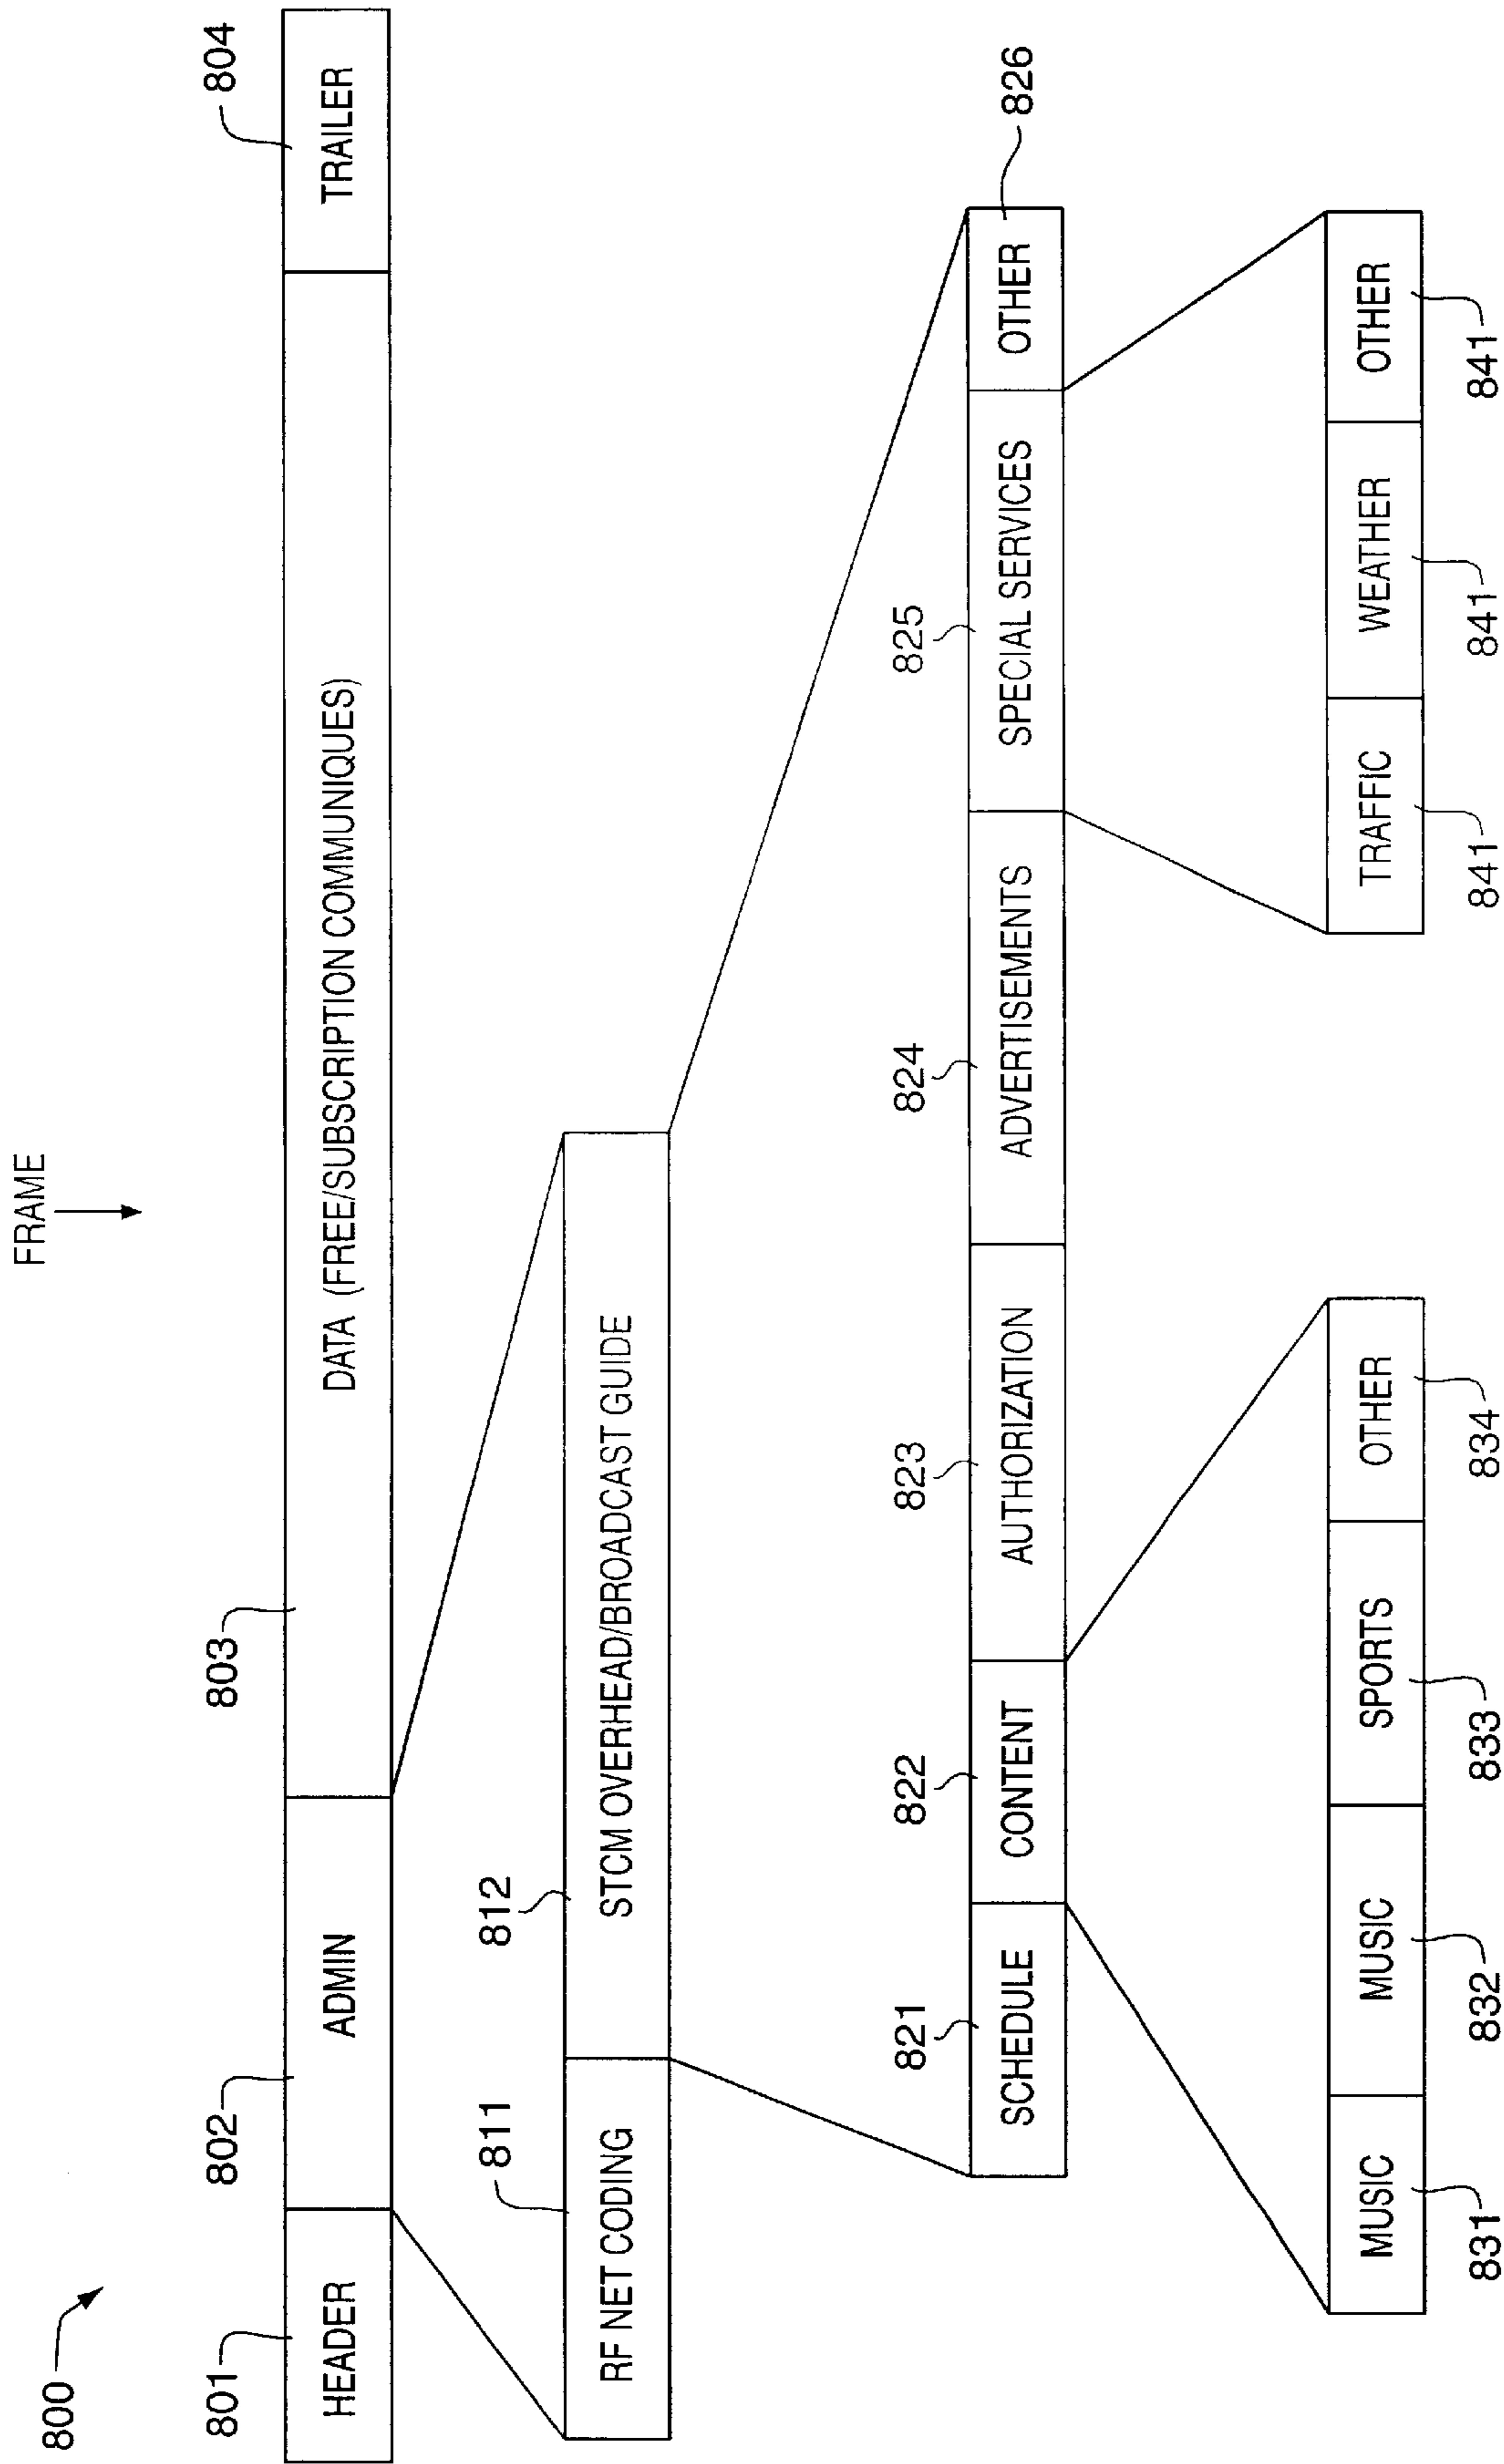 FRAME
800
801
802
803
804
HEADER
ADMIN
DATA (FREE/SUBSCRIPTION COMMUNIQUES)
TRAILER
811
812
RF NET CODING
STCM OVERHEAD/BROADCAST GUIDE
821
822
823
824
825
826
SCHEDULE
CONTENT
AUTHORIZATION
ADVERTISEMENTS
SPECIAL SERVICES
OTHER
MUSIC
MUSIC
SPORTS
OTHER
831
832
833
834
TRAFFIC
WEATHER
OTHER
841
841
841